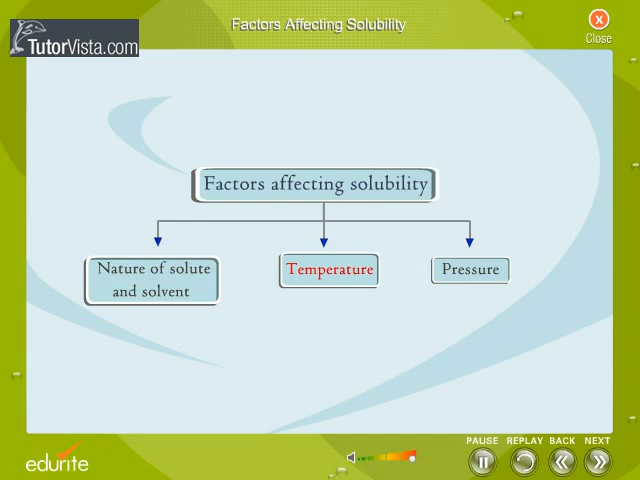 Factors Affecting Solubility
X
Close
TutorVista.com
Factors affecting solubility
Nature of solute
and solvent
Temperature
Pressure
PAUSE REPLAY BACK NEXT
edurite